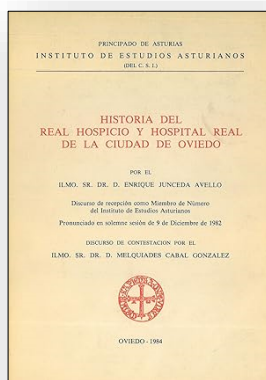 PRINCIPADO DE ASTURIAS
INSTITUTO DE ESTUDIOS ASTURIANOS
(DEL C. S. I.)
HISTORIA DEL
REAL HOSPICIO Y HOSPITAL REAL
DE LA CIUDAD DE OVIEDO
POR EL
ILMO. SR. DR. D. ENRIQUE JUNCEDA AVELLO
Discurso de recepción como Miembro de Número
del Instituto de Estudios Asturianos
Pronunciado en solemne sesión de 9 de Diciembre de 1982
DISCURSO DE CONTESTACION POR EL
ILMO. SR. DR. D. MELQUIADES CABAL GONZALEZ
OVIEDO - 1984